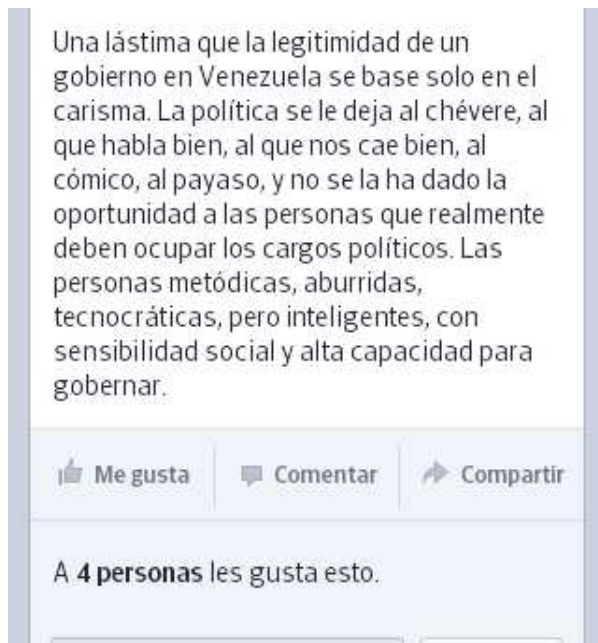 Una lástima que la legitimidad de un
gobierno en Venezuela se base solo en el
carisma. La política se le deja al chévere, al
que habla bien, al que nos cae bien, al
cómico, al payaso, y no se la ha dado la
oportunidad a las personas que realmente
deben ocupar los cargos políticos. Las
personas metódicas, aburridas,
tecnocráticas, pero inteligentes, con
sensibilidad social y alta capacidad para
gobernar.
Me gusta Comentar Compartir
A 4 personas les gusta esto.